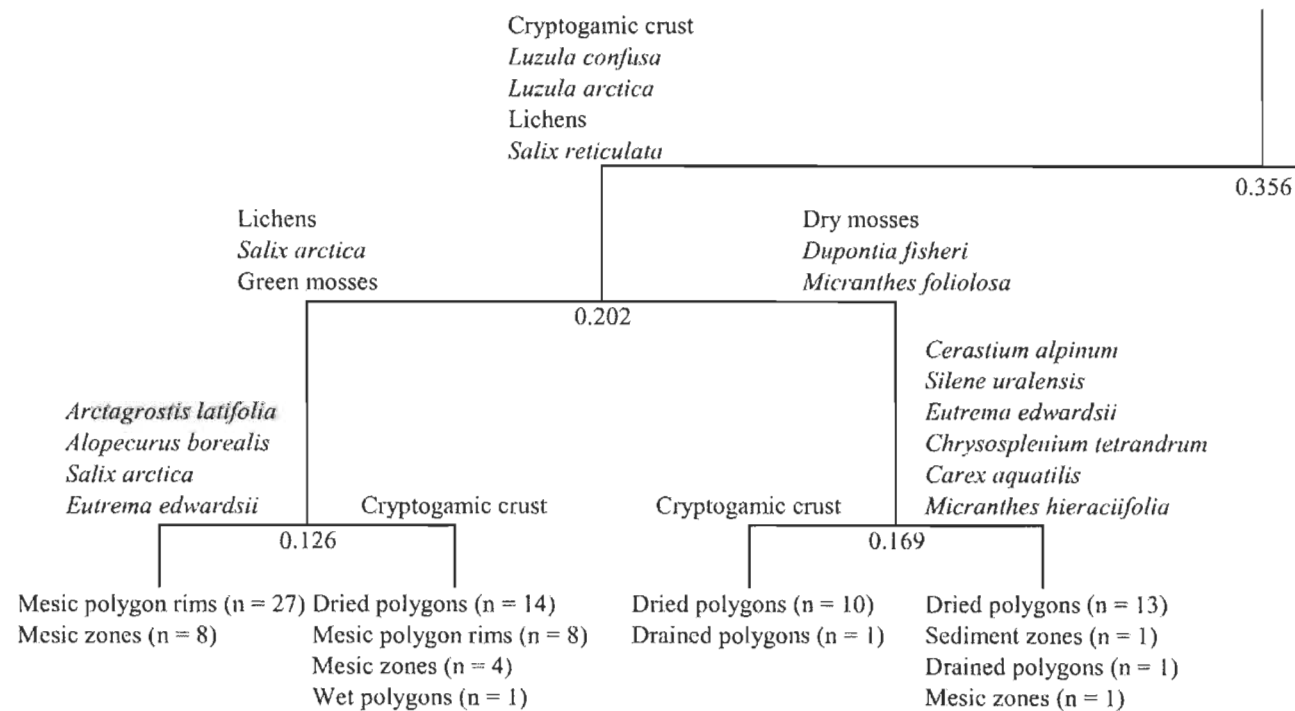 Cryptogamic crust
Luzula confusa
Luzula arctica
Lichens
Salix reticulata
0.356
Lichens
Salix arctica
Green mosses
Dry mosses
Dupontia fisheri
Micranthes foliolosa
0.202
Arctagrostis latifolia
Alopecurus borealis
Salix arctica
Eutrema edwardsii
Cryptogamic crust
0.126
Cryptogamic crust
Cerastium alpinum
Silene uralensis
Eutrema edwardsii
Chrysosplenium tetrandrum
Carex aquatilis
Micranthes hieraciifolia
0.169
Mesic polygon rims (n = 27)
Mesic zones (n = 8)
Dried polygons (n = 14)
Mesic polygon rims (n = 8)
Mesic zones (n = 4)
Wet polygons (n = 1)
Dried polygons (n = 10)
Drained polygons (n = 1)
Dried polygons (n = 13)
Sediment zones (n = 1)
Drained polygons (n = 1)
Mesic zones (n = 1)